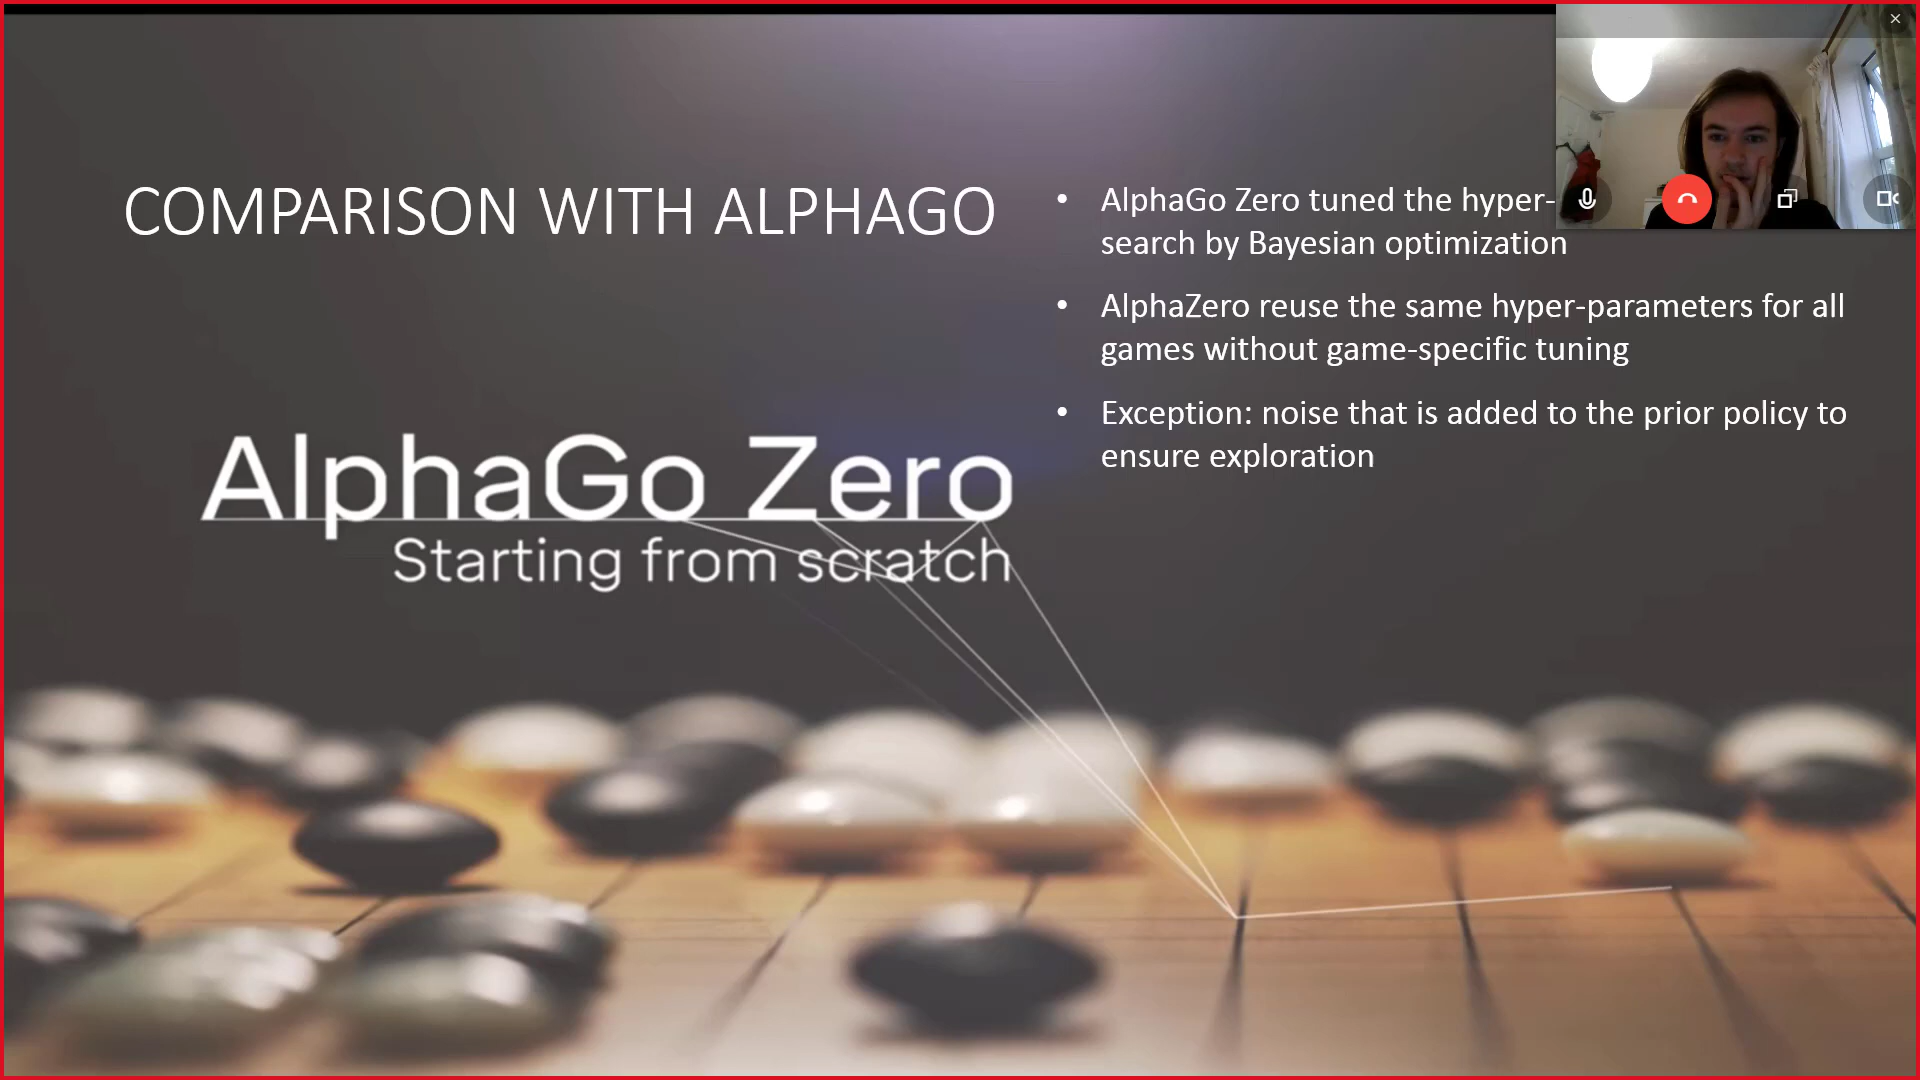 COMPARISON WITH ALPHAGO
• AlphaGo Zero tuned the hyper-
search by Bayesian optimization
• AlphaZero reuse the same hyper-parameters for all
games without game-specific tuning
• Exception: noise that is added to the prior policy to
ensure exploration
AlphaGo Zero
Starting from scratch